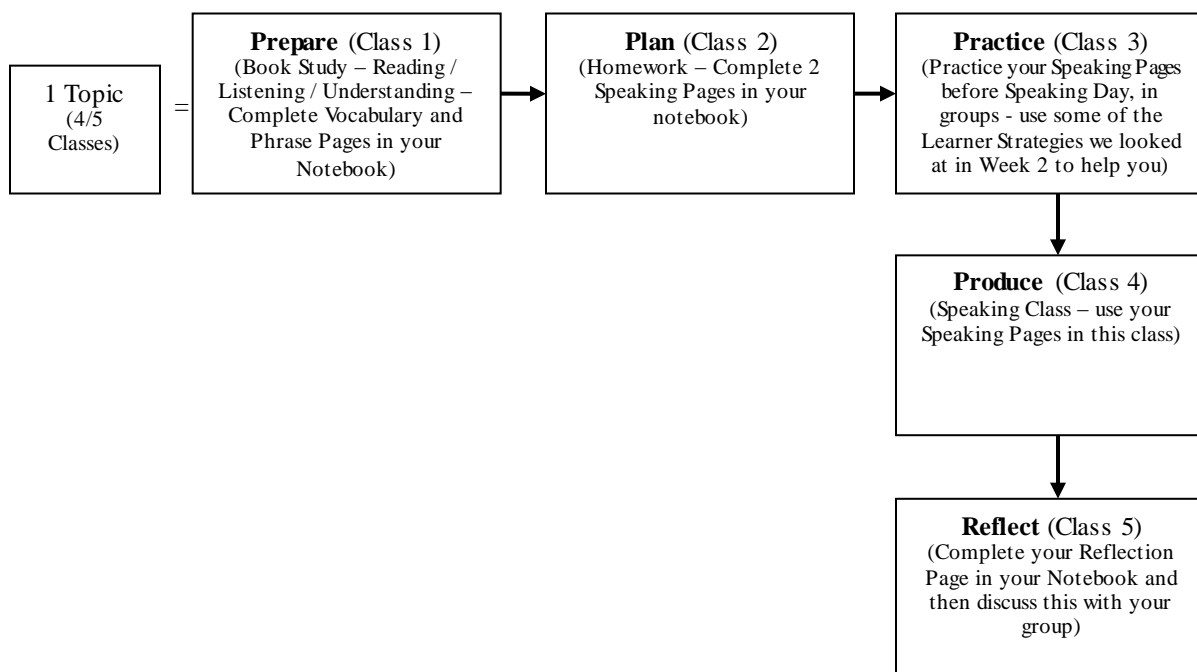 1 Topic
(4/5
Classes)
=
Prepare (Class 1)
(Book Study – Reading /
Listening / Understanding –
Complete Vocabulary and
Phrase Pages in your
Notebook)
Plan (Class 2)
(Homework – Complete 2
Speaking Pages in your
notebook)
Practice (Class 3)
(Practice your Speaking Pages
before Speaking Day, in
groups - use some of the
Learner Strategies we looked
at in Week 2 to help you)
Produce (Class 4)
(Speaking Class – use your
Speaking Pages in this class)
Reflect (Class 5)
(Complete your Reflection
Page in your Notebook and
then discuss this with your
group)